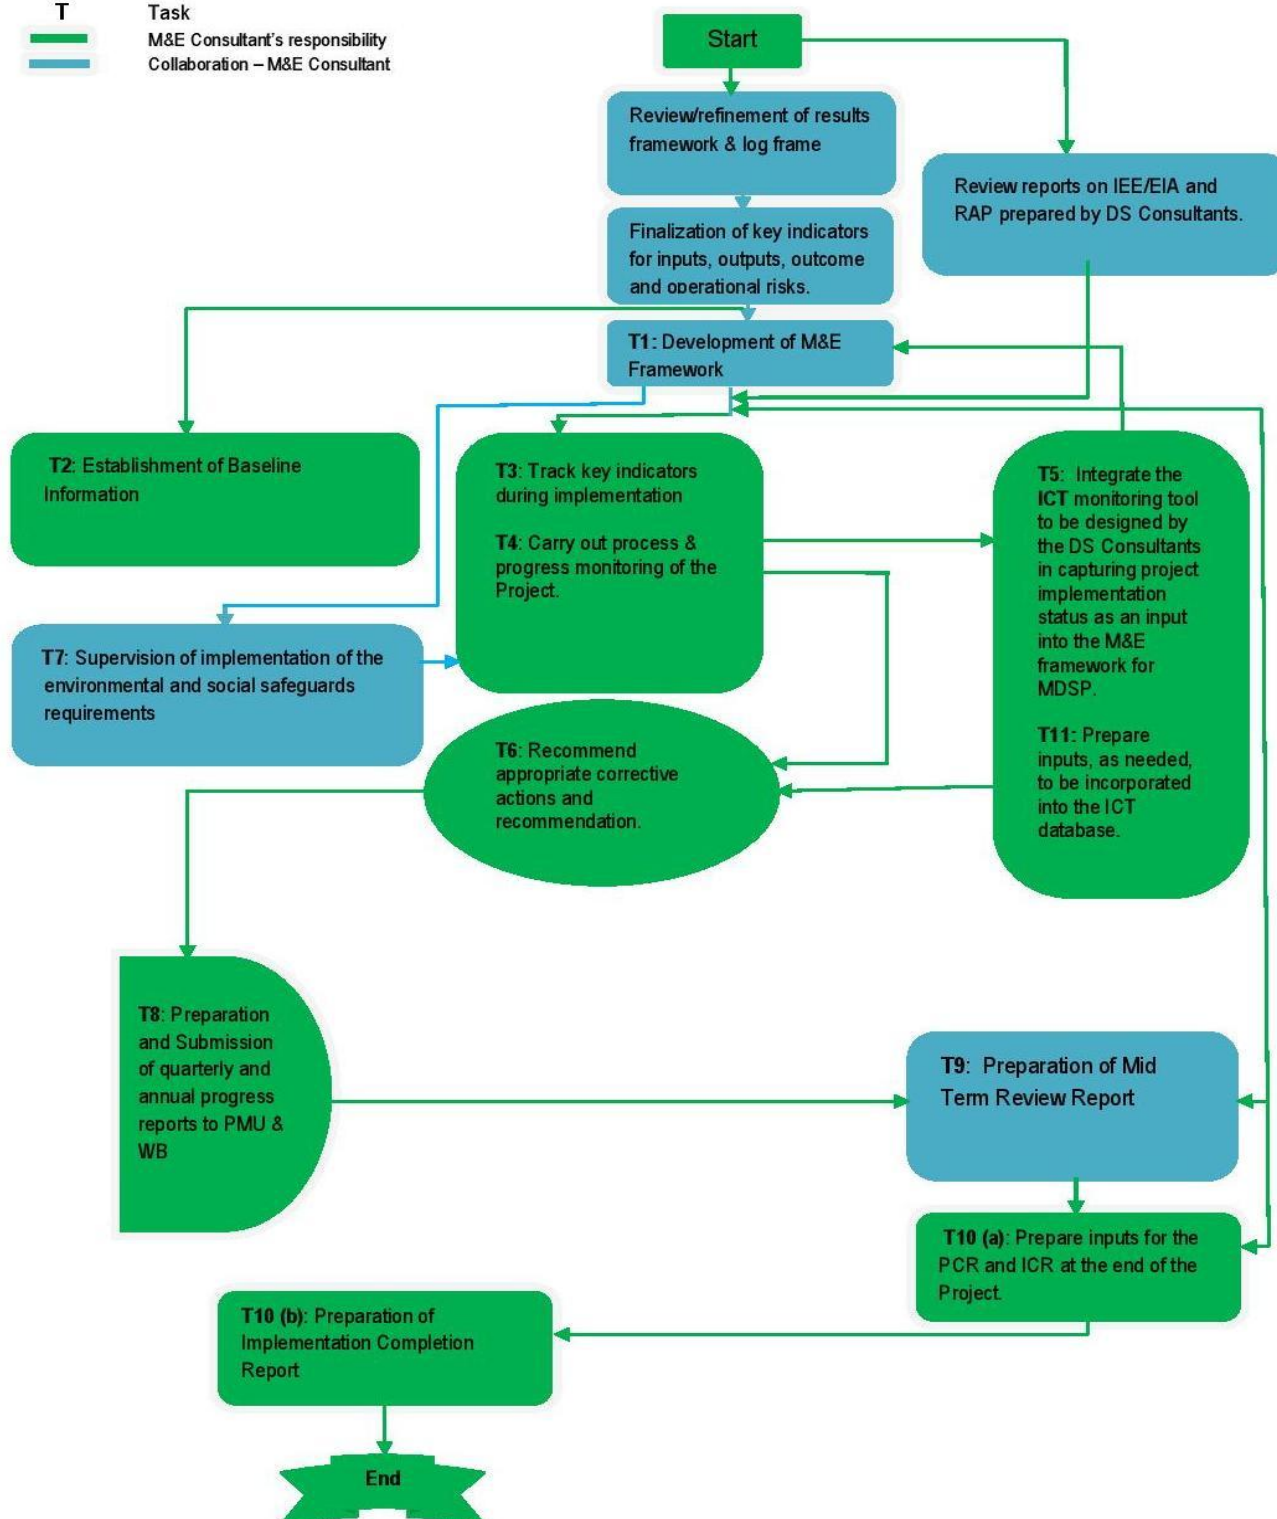 T Task
M&E Consultant's responsibility
Collaboration – M&E Consultant
Start
Review/refinement of results
framework & log frame
Review reports on IEE/EIA and
RAP prepared by DS Consultants.
Finalization of key indicators
for inputs, outputs, outcome
and operational risks.
T1: Development of M&E
Framework
T2: Establishment of Baseline
Information
T3: Track key indicators
during implementation
T4: Carry out process &
progress monitoring of the
Project.
T5: Integrate the
ICT monitoring tool
to be designed by
the DS Consultants
in capturing project
implementation
status as an input
into the M&E
framework for
MDSP.
T11: Prepare
inputs, as needed,
to be incorporated
into the ICT
database.
T7: Supervision of implementation of the
environmental and social safeguards
requirements
T6: Recommend
appropriate corrective
actions and
recommendation.
T8: Preparation
and Submission
of quarterly and
annual progress
reports to PMU &
WB
T9: Preparation of Mid
Term Review Report
T10 (a): Prepare inputs for the
PCR and ICR at the end of the
Project.
T10 (b): Preparation of
Implementation Completion
Report
End